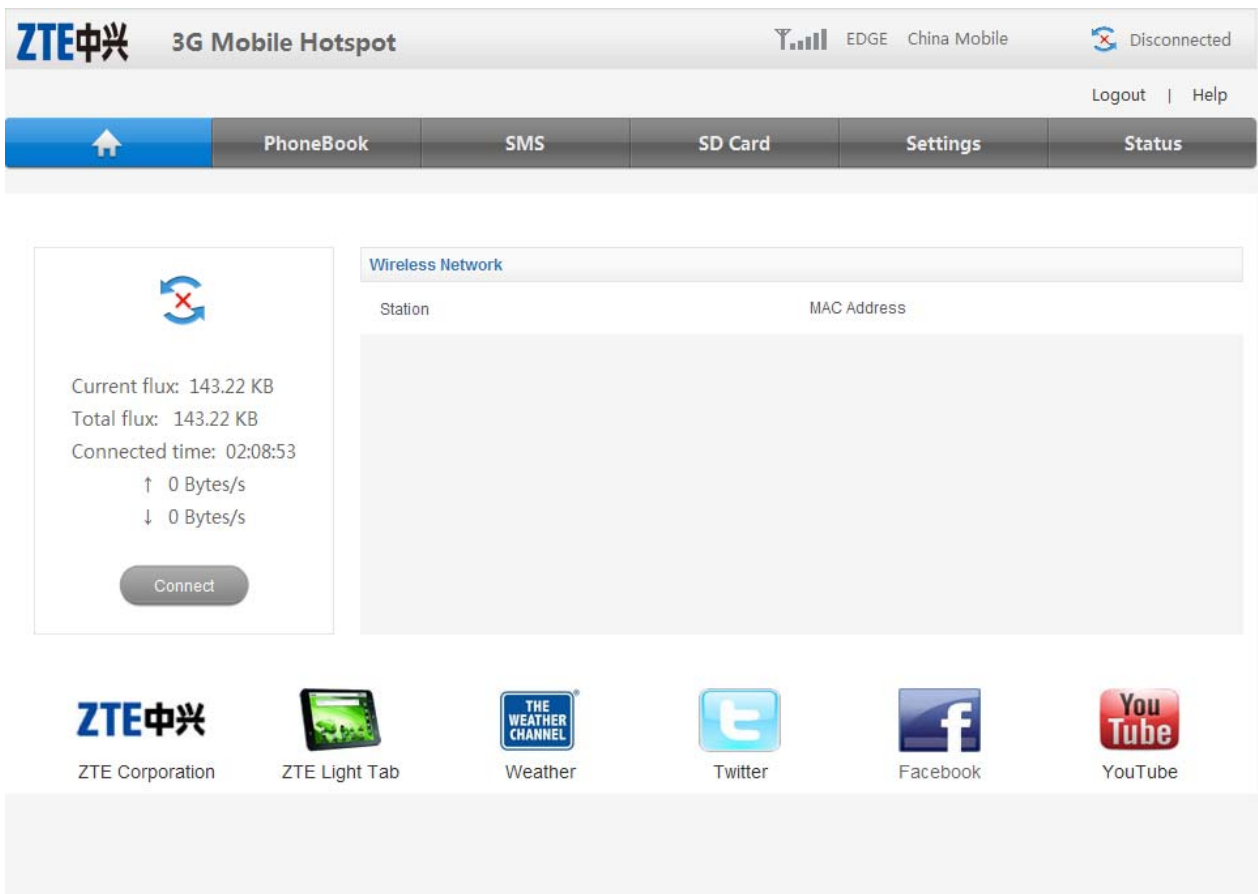 ZTE中兴 3G Mobile Hotspot EDGE China Mobile Disconnected
Logout | Help
PhoneBook SMS SD Card Settings Status
Wireless Network
Station MAC Address
Current flux: 143.22 KB
Total flux: 143.22 KB
Connected time: 02:08:53
↑ 0 Bytes/s
↓ 0 Bytes/s
Connect
ZTE中兴
THE
WEATHER
CHANNEL®
t
f
You
Tube
ZTE Corporation ZTE Light Tab Weather Twitter Facebook YouTube